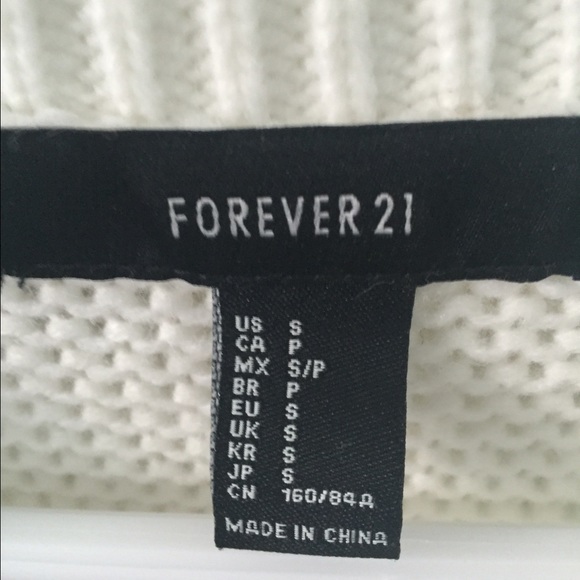 FOREVER 21
US S
CA P
MX S/P
BR P
EU S
UK S
KR S
JP S
CN 160/84A
MADE IN CHINA